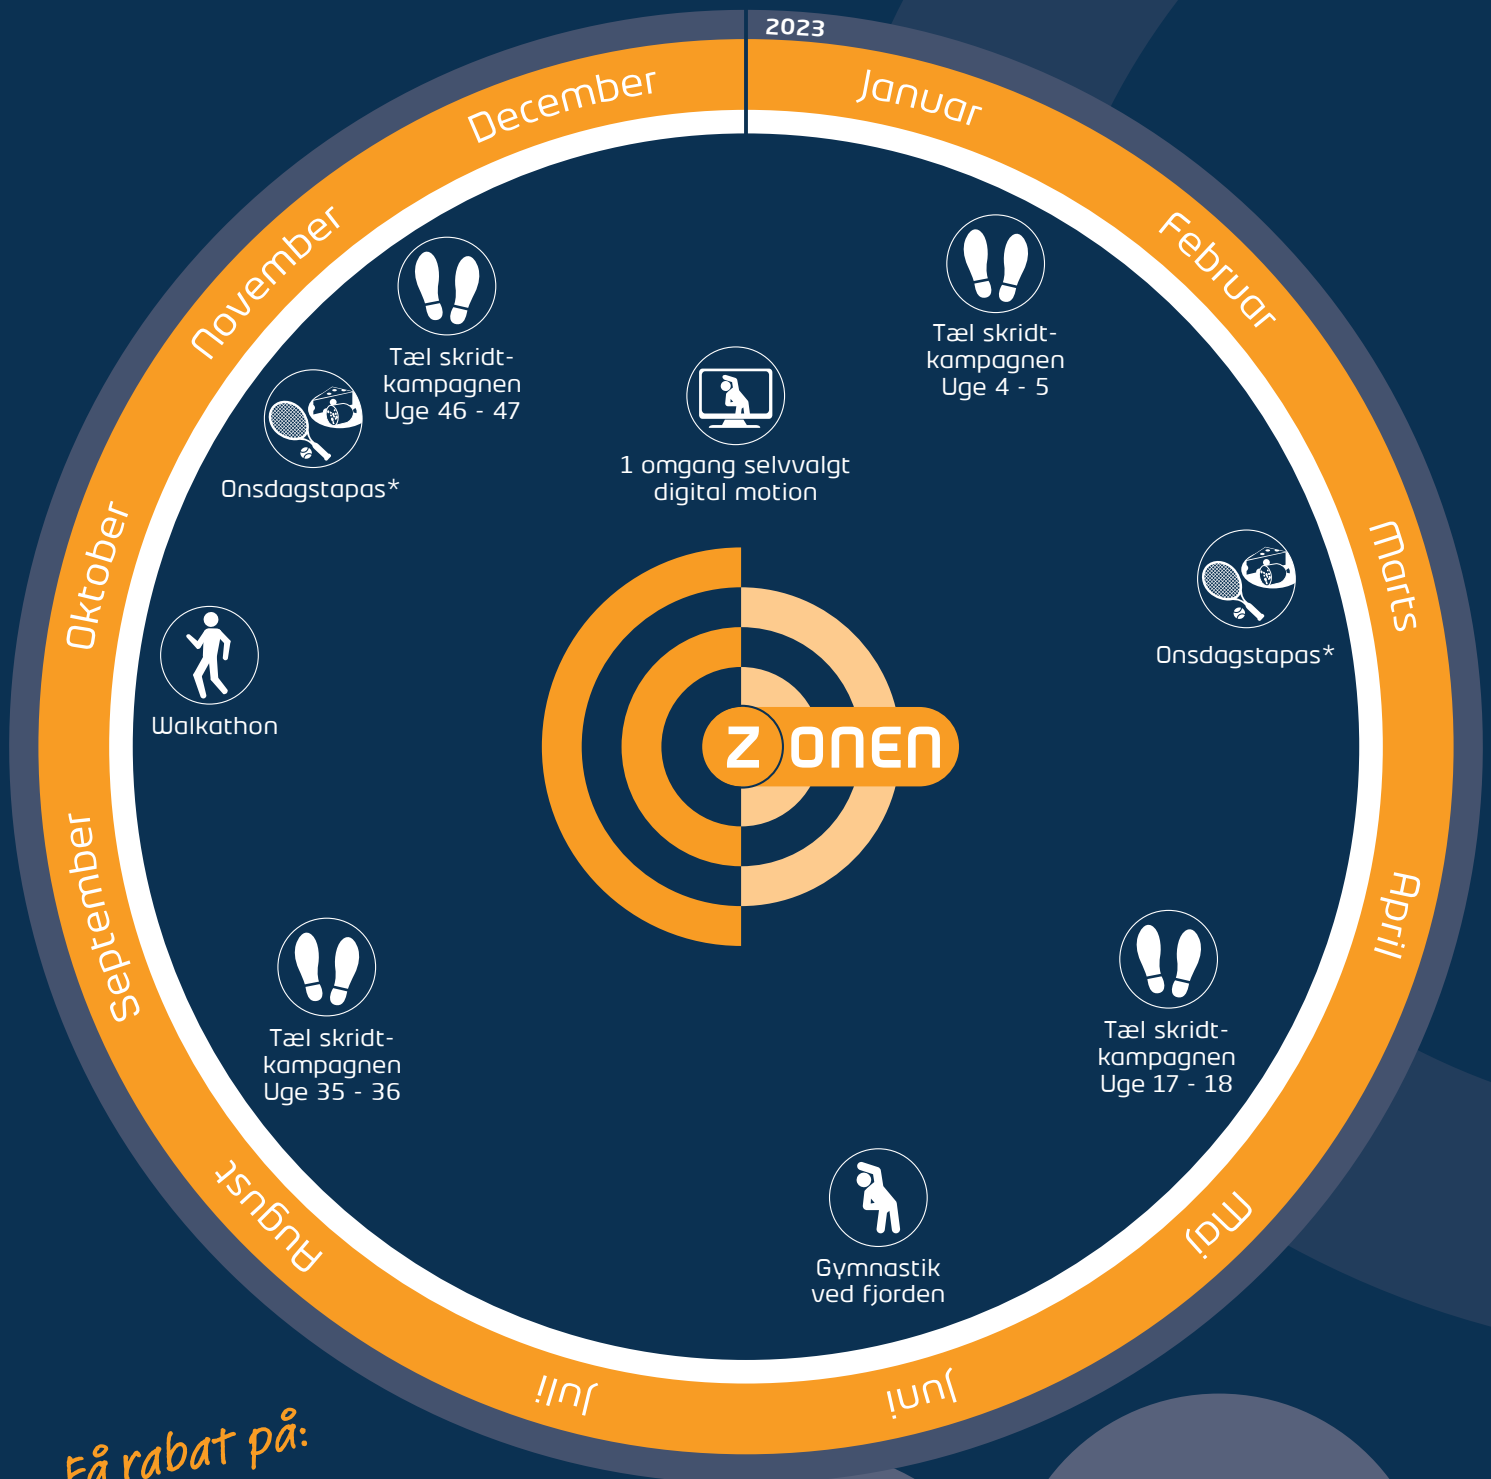 2023
Januar
Februar
Marts
April
Maj
Juni
Juli
August
September
Oktober
November
December
Tæl skridt-
kampagnen
Uge 4 - 5
Onsdagstapas*
Tæl skridt-
kampagnen
Uge 17 - 18
Gymnastik
ved fjorden
Tæl skridt-
kampagnen
Uge 35 - 36
Walkathon
Onsdagstapas*
Tæl skridt-
kampagnen
Uge 46 - 47
1 omgang selvvalgt
digital motion
ZONEN
Få rabat på: